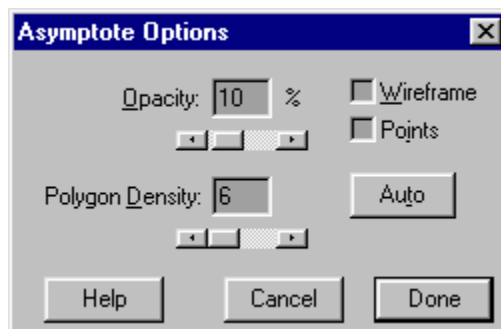 Asymptote Options
Opacity: 10 %
Wireframe
Points
Polygon Density: 6
Auto
Help Cancel Done